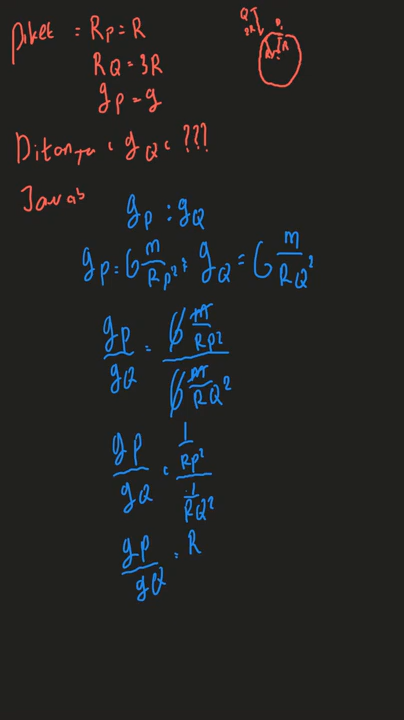 Diket = Rp = R
RQ = 3R
gp = g
Q
3R
P
R
Ditanya : gQ = ???
Jawab
gp : gQ
gp = G m/Rp² : gQ = G m/RQ²
gp/gQ = G m/Rp² / G m/RQ²
gp/gQ = 1/Rp² / 1/RQ²
gp/gQ = R